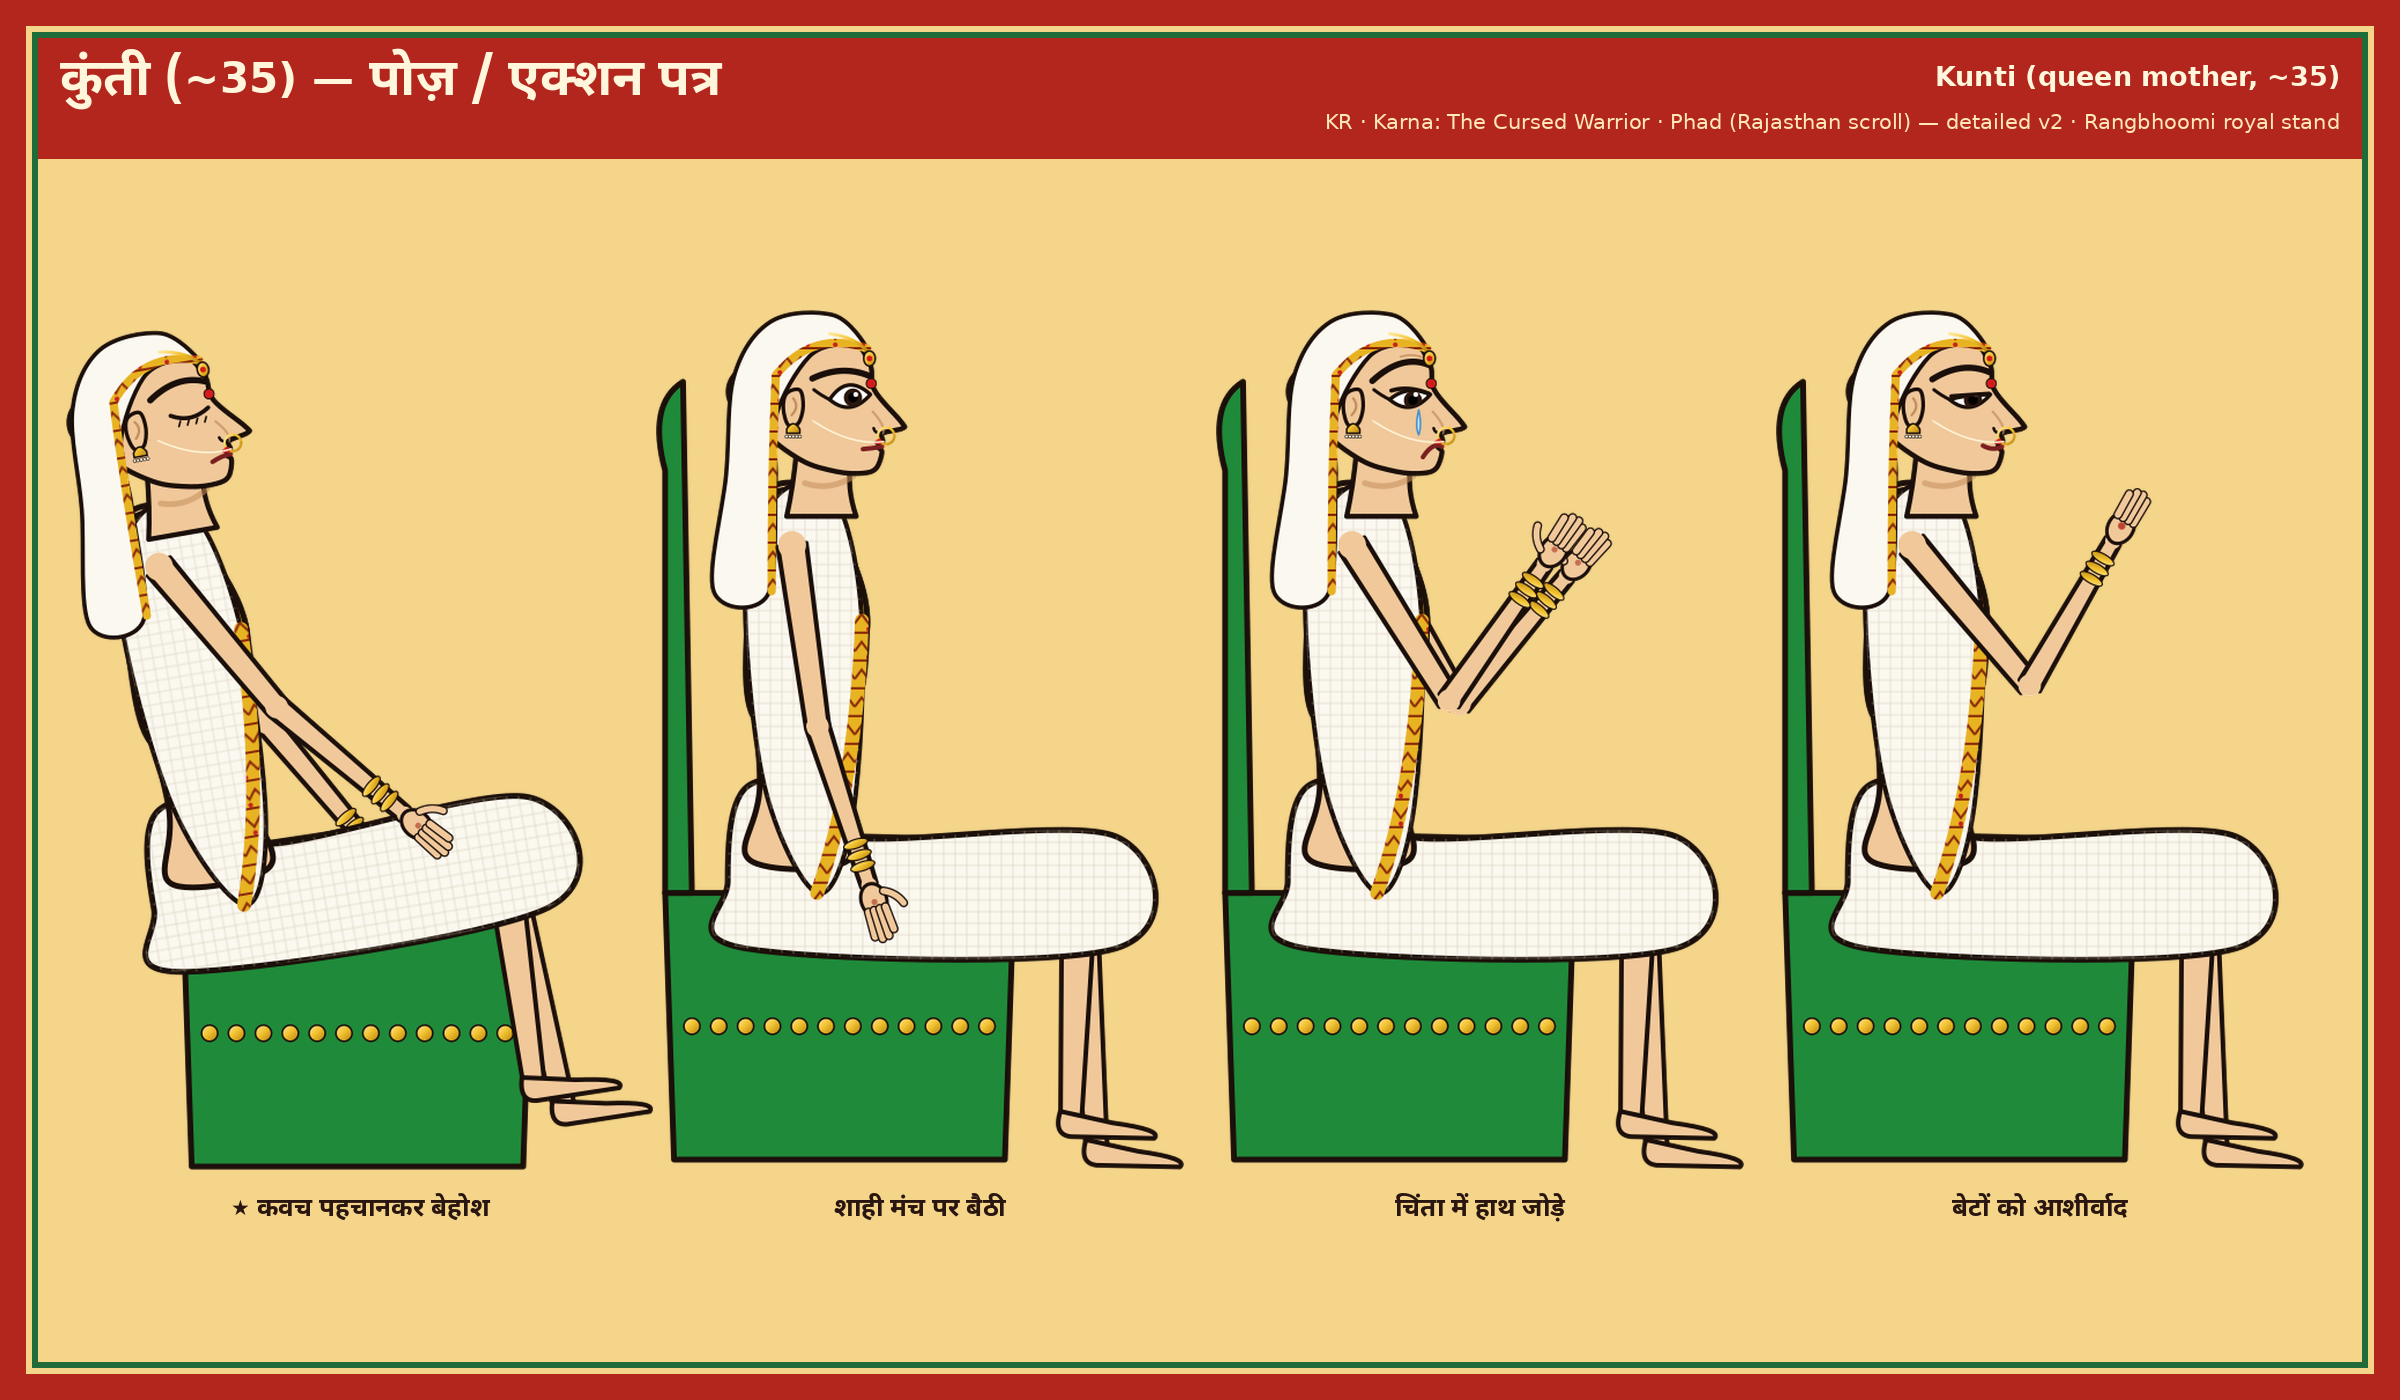 कुंती (~35) — पोज़ / एक्शन पत्र
Kunti (queen mother, ~35)
KR · Karna: The Cursed Warrior · Phad (Rajasthan scroll) — detailed v2 · Rangbhoomi royal stand
★ कवच पहचानकर बेहोश
शाही मंच पर बैठी
चिंता में हाथ जोड़े
बेटों को आशीर्वाद